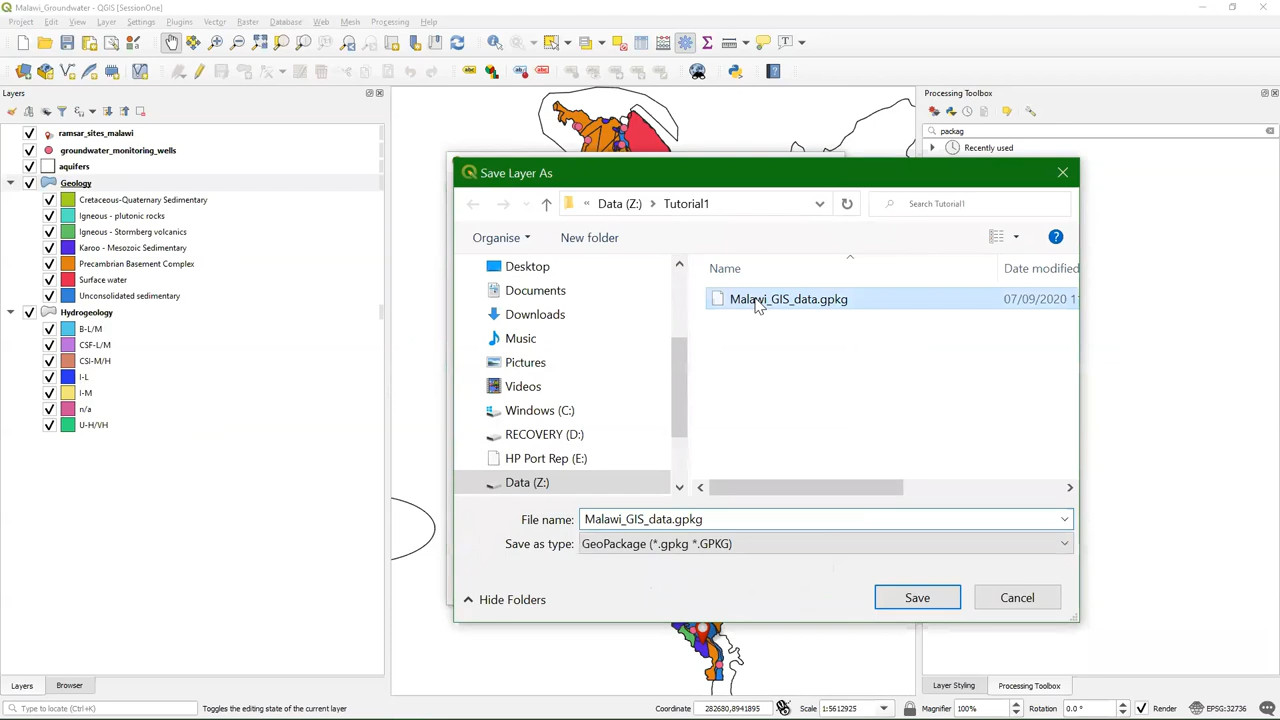 Malawi_Groundwater - QGIS [SessionOne]
Project Edit View Layer Settings Plugins Vector Raster Database Web Mesh Processing Help
Layers
Processing Toolbox
packag
Recently used
ramsar_sites_malawi
groundwater_monitoring_wells
aquifers
Geology
Cretaceous-Quaternary Sedimentary
Igneous - plutonic rocks
Igneous - Stormberg volcanics
Karoo - Mesozoic Sedimentary
Precambrian Basement Complex
Surface water
Unconsolidated sedimentary
Hydrogeology
B-L/M
CSF-L/M
CSI-M/H
I-L
I-M
n/a
U-H/VH
Save Layer As
« Data (Z:) Tutorial1
Search Tutorial1
Organise New folder
Desktop
Documents
Downloads
Music
Pictures
Videos
Windows (C:)
RECOVERY (D:)
HP Port Rep (E:)
Data (Z:)
Name Date modified
Malawi_GIS_data.gpkg 07/09/2020 1
File name: Malawi_GIS_data.gpkg
Save as type: GeoPackage (*.gpkg *.GPKG)
Hide Folders Save Cancel
Layers Browser
Layer Styling Processing Toolbox
Type to locate (Ctrl+K) Toggles the editing state of the current layer Coordinate 282680,8941895 Scale 1:5612925 Magnifier 100% Rotation 0.0 ° Render EPSG:32736